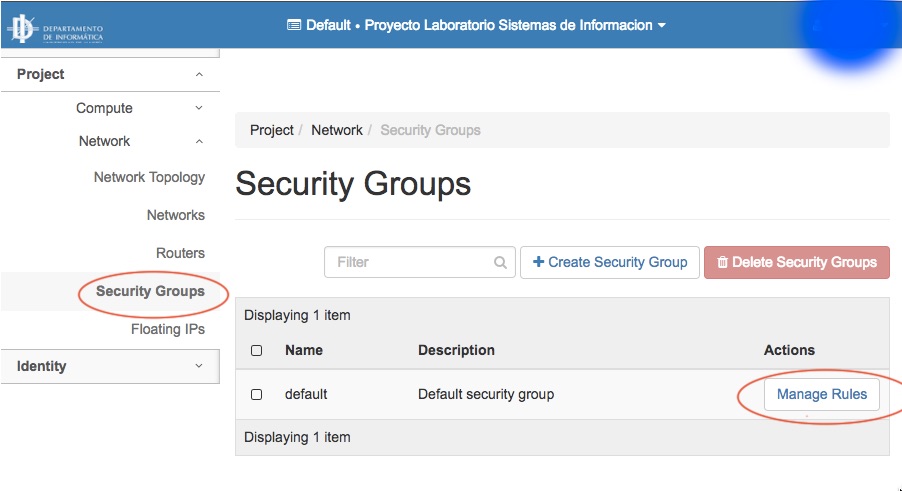 DEPARTAMENTO
DE INFORMÁTICA
Default • Proyecto Laboratorio Sistemas de Informacion
Project
Compute
Network
Network Topology
Networks
Routers
Security Groups
Floating IPs
Identity
Project / Network / Security Groups
Security Groups
Filter
Create Security Group
Delete Security Groups
Displaying 1 item
Name Description Actions
default Default security group Manage Rules
Displaying 1 item